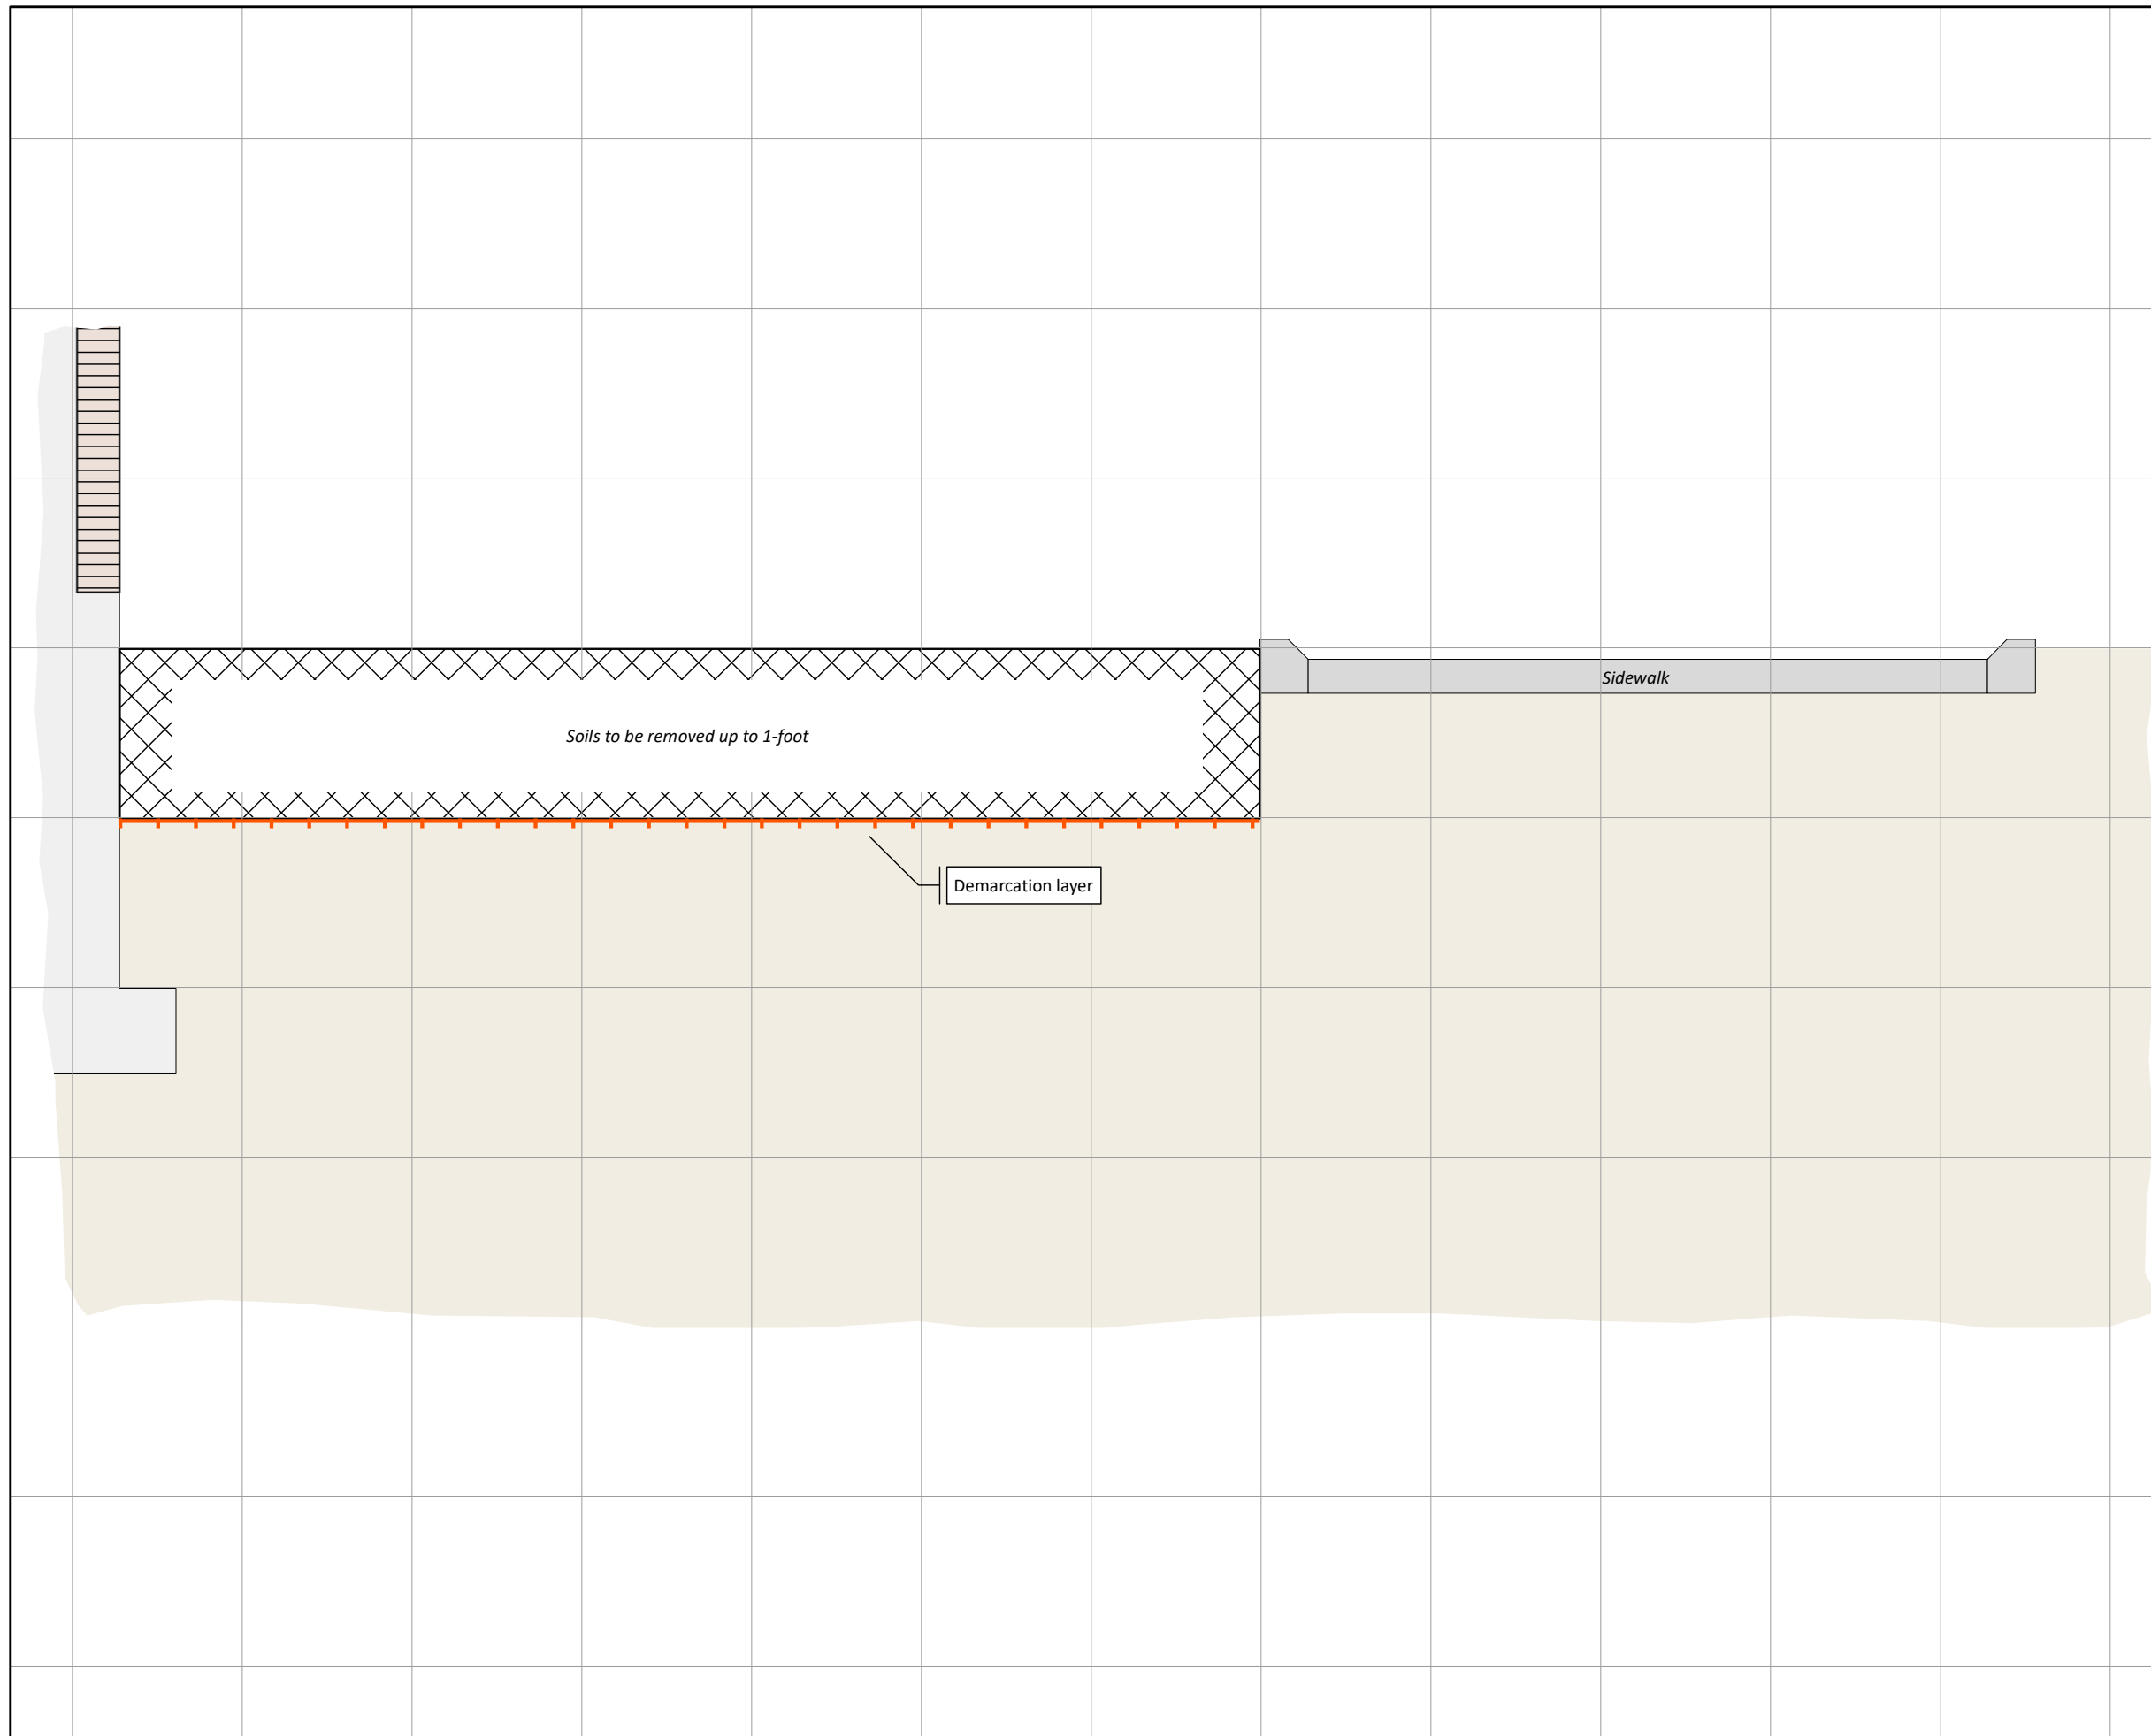 Sidewalk
Soils to be removed up to 1-foot
Demarcation layer